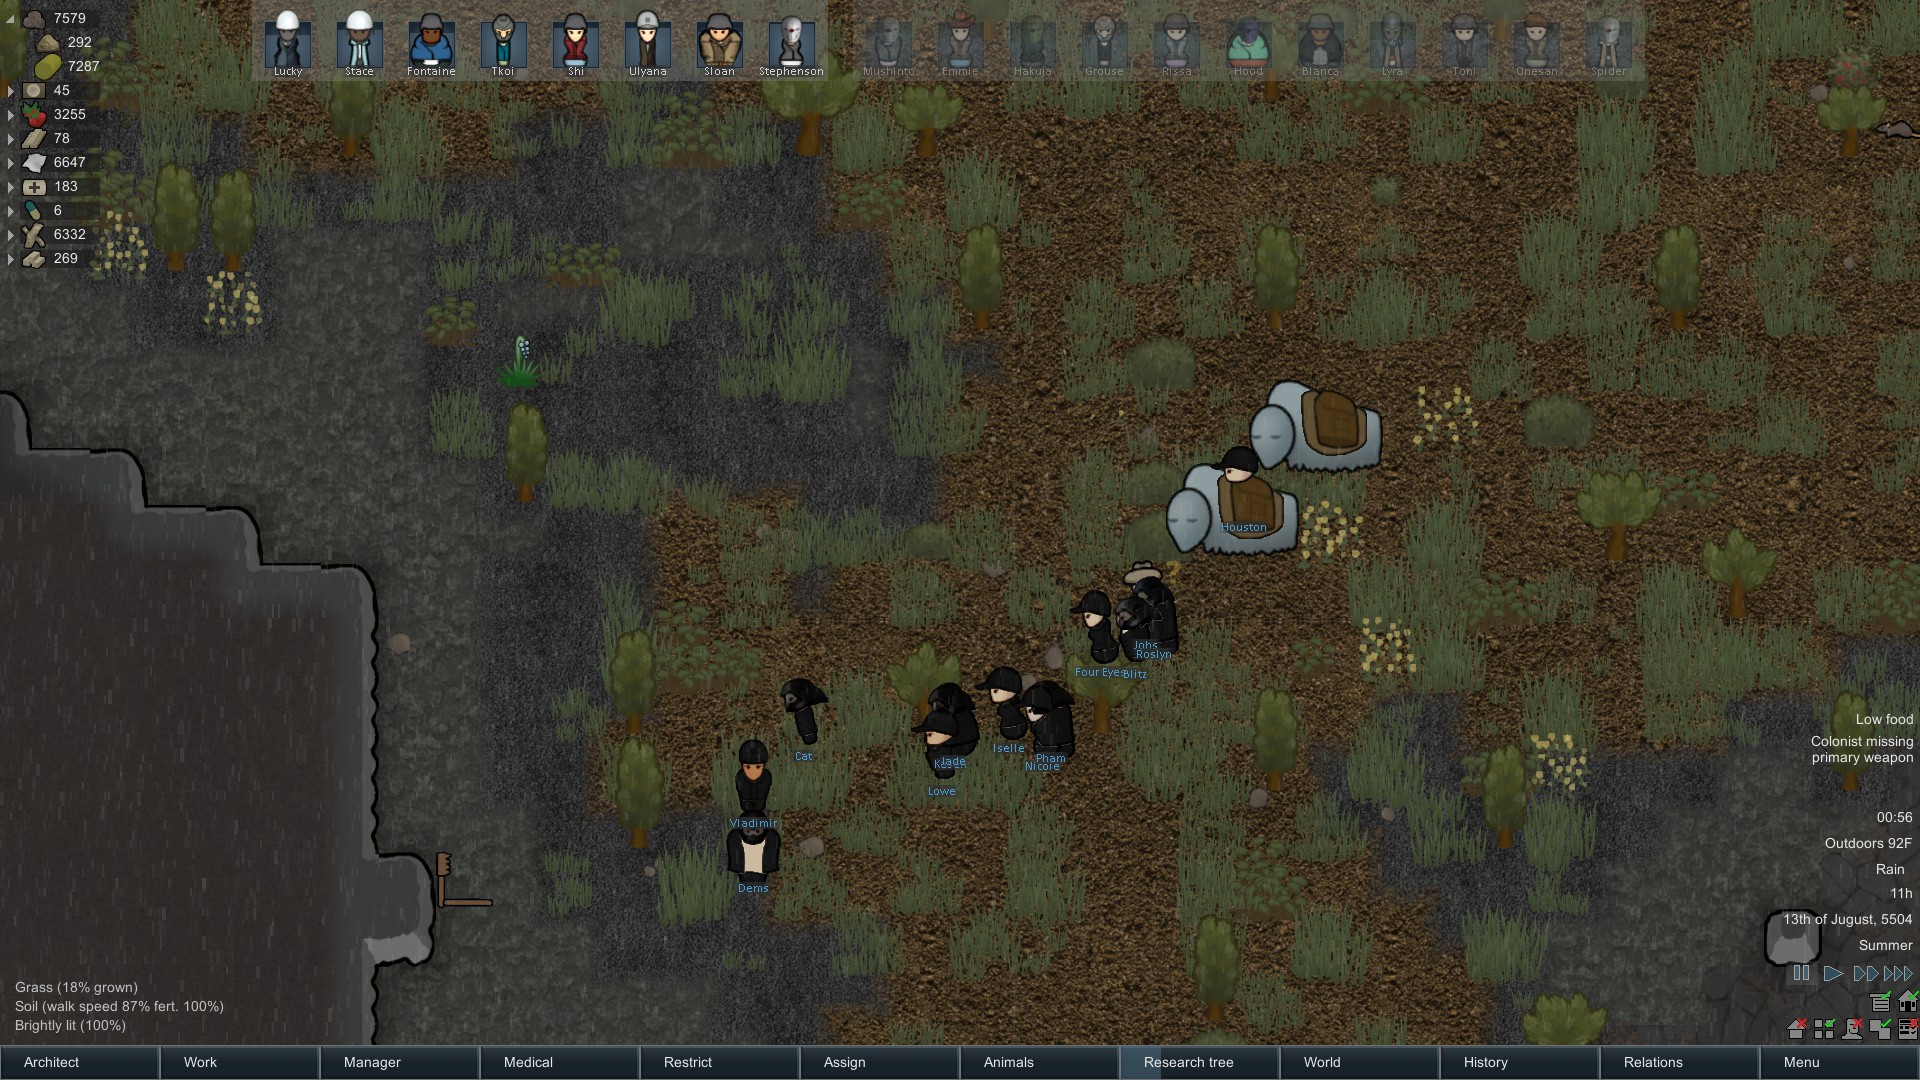 7579
292
7287
45
3255
78
6647
183
6
6332
269
Lucky Stace Fontaine Tkoi Shi Ulyana Sloan Stephenson Mushinto Emmie Hakuja Grouse Rissa Hood Blanca Lyra Toni Onesan Spider
Houston
Johs
Roslyn
Four Eyes Blitz
Cat
Iselle
Jade
Pham
Nicole
Lowe
Vladimir
Dems
Low food
Colonist missing
primary weapon
00:56
Outdoors 92F
Rain
11h
13th of Jugust, 5504
Summer
Grass (18% grown)
Soil (walk speed 87% fert. 100%)
Brightly lit (100%)
Architect Work Manager Medical Restrict Assign Animals Research tree World History Relations Menu